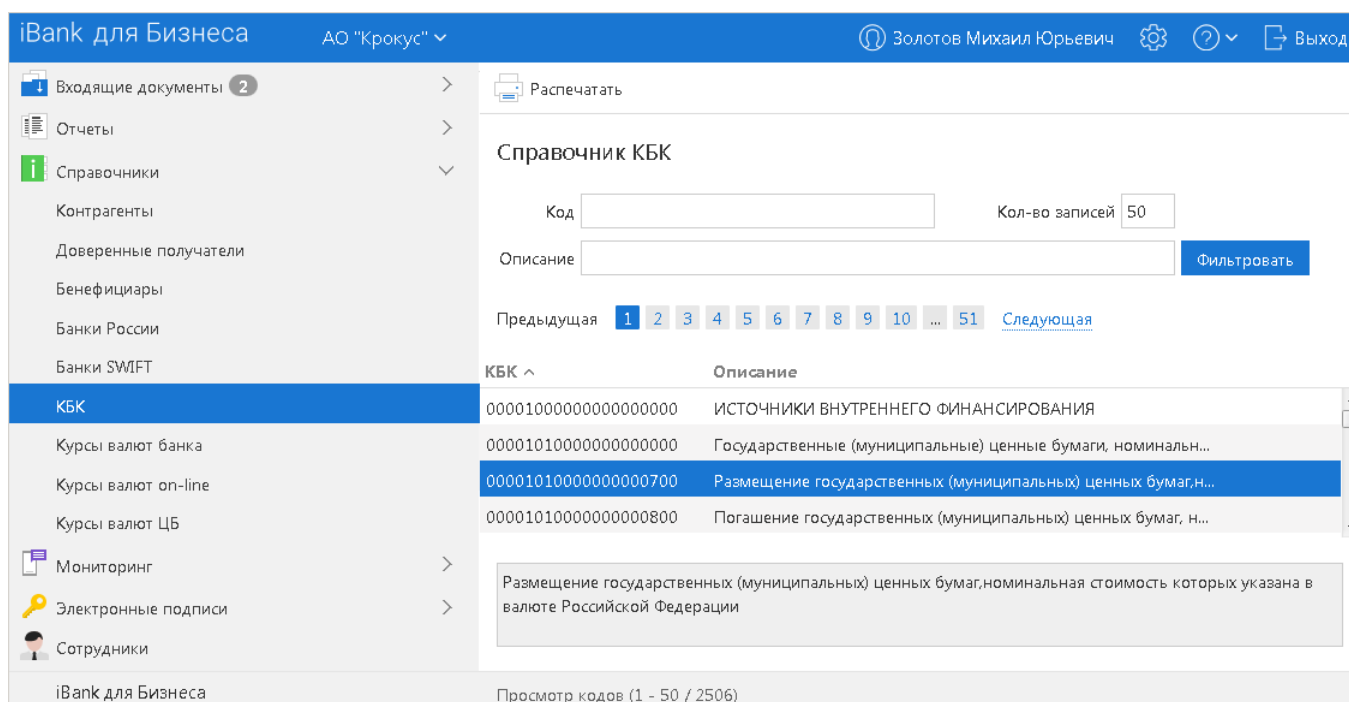 iBank для Бизнеса АО "Крокус" Золотов Михаил Юрьевич Выход
Входящие документы 2
Отчеты
Справочники
Контрагенты
Доверенные получатели
Бенефициары
Банки России
Банки SWIFT
КБК
Курсы валют банка
Курсы валют on-line
Курсы валют ЦБ
Мониторинг
Электронные подписи
Сотрудники
iBank для Бизнеса
Распечатать
Справочник КБК
Код Кол-во записей 50
Описание Фильтровать
Предыдущая 1 2 3 4 5 6 7 8 9 10 ... 51 Следующая
КБК Описание
00001000000000000000 ИСТОЧНИКИ ВНУТРЕННЕГО ФИНАНСИРОВАНИЯ
00001010000000000000 Государственные (муниципальные) ценные бумаги, номинальн...
00001010000000000700 Размещение государственных (муниципальных) ценных бумаг,н...
00001010000000000800 Погашение государственных (муниципальных) ценных бумаг, н...
Размещение государственных (муниципальных) ценных бумаг,номинальная стоимость которых указана в
валюте Российской Федерации
Просмотр кодов (1 - 50 / 2506)